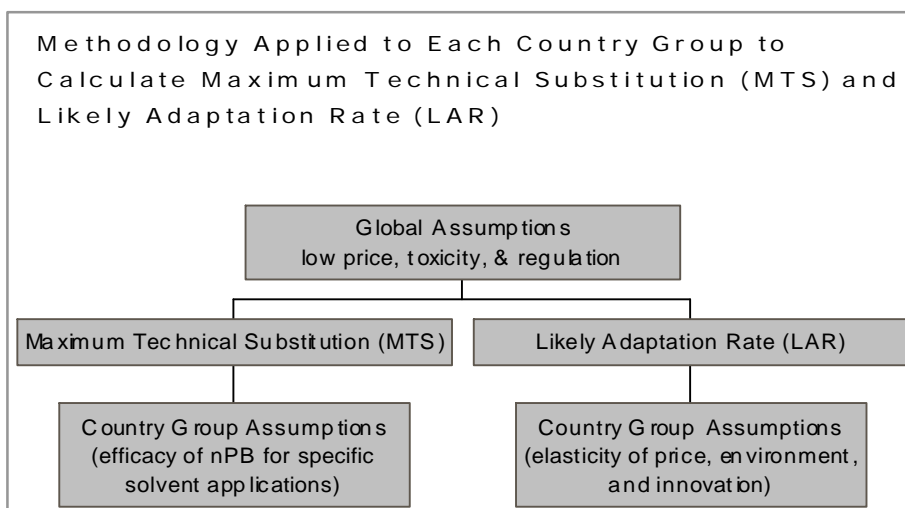 Methodology Applied to Each Country Group to
Calculate Maximum Technical Substitution (MTS) and
Likely Adaptation Rate (LAR)
Global Assumptions
low price, toxicity, & regulation
Maximum Technical Substitution (MTS)
Likely Adaptation Rate (LAR)
Country Group Assumptions
(efficacy of nPB for specific
solvent applications)
Country Group Assumptions
(elasticity of price, environment,
and innovation)